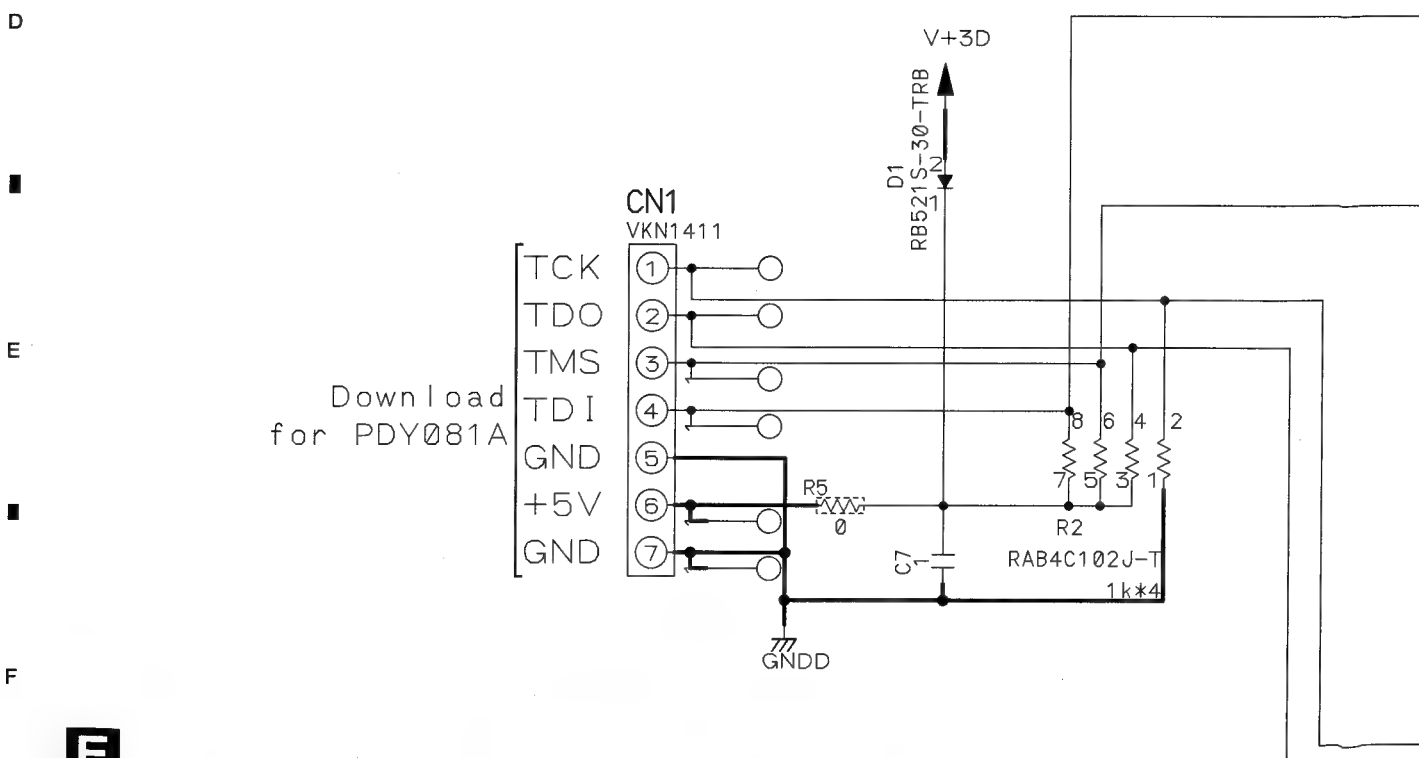 D
V+3D
D1
RB521S-30-TRB
2
1
CN1
VKN1411
TCK 1
TDO 2
E
TMS 3
TDI 4
GND 5
+5V 6
GND 7
Download
for PDY081A
8 6 4 2
7 5 3 1
R5
0
R2
C7
1
RAB4C102J-T
1k*4
GNDD
F
E